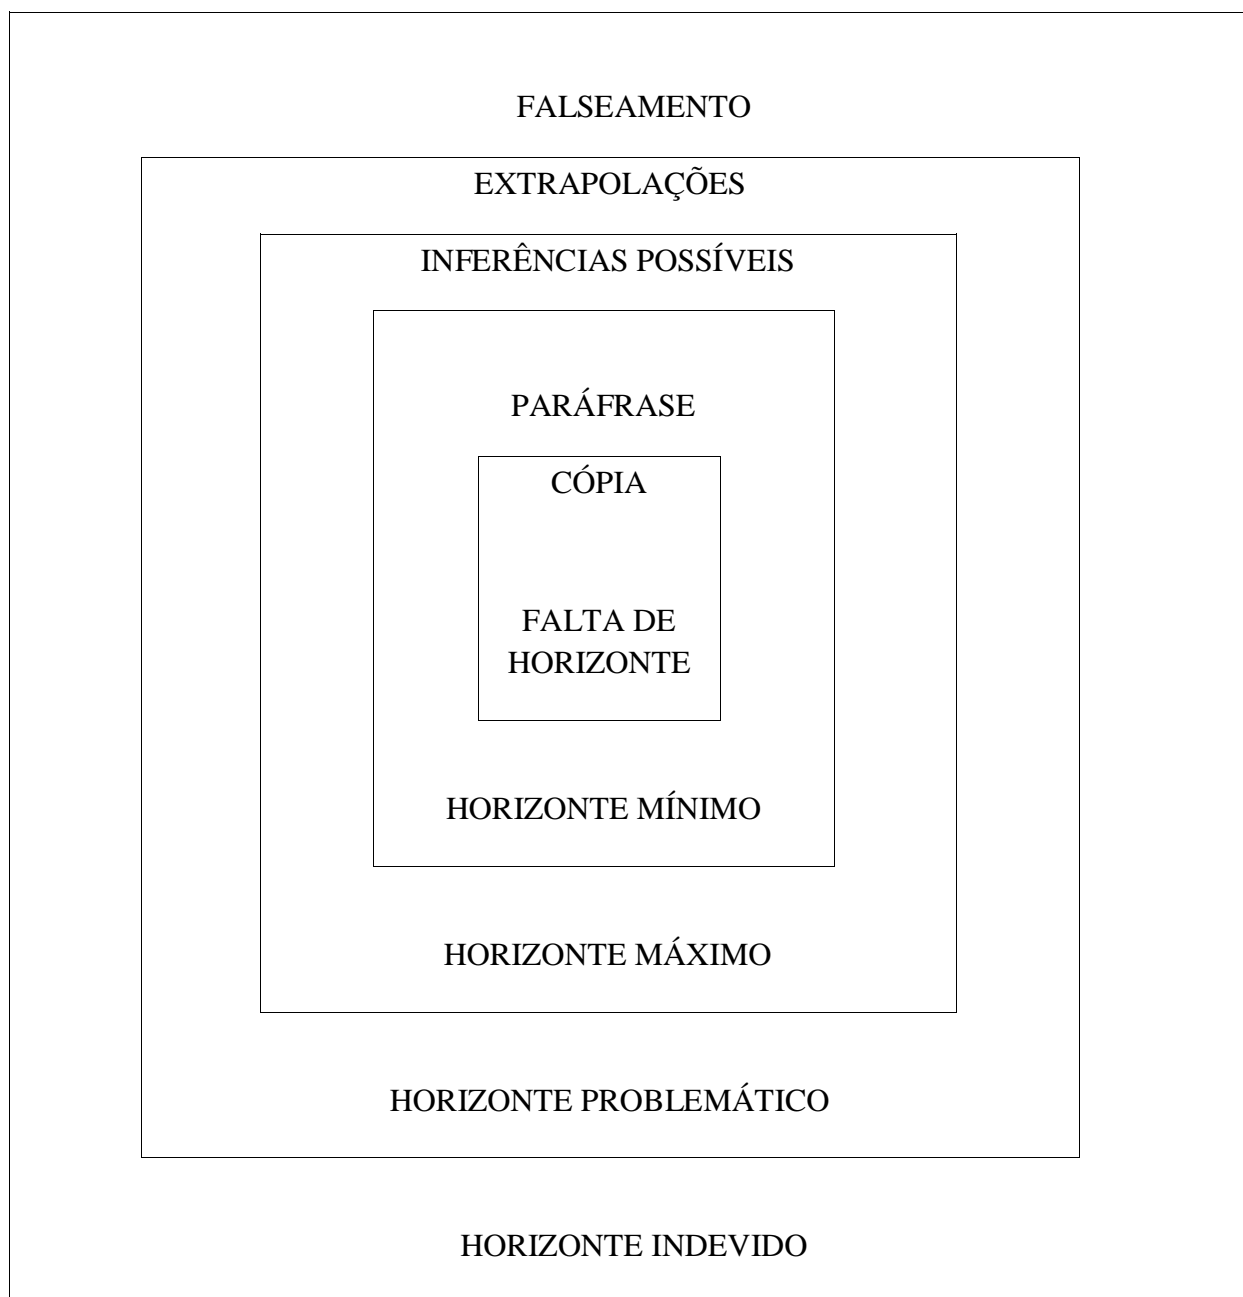 FALSEAMENTO
EXTRAPOLAÇÕES
INFERÊNCIAS POSSÍVEIS
PARÁFRASE
CÓPIA
FALTA DE
HORIZONTE
HORIZONTE MÍNIMO
HORIZONTE MÁXIMO
HORIZONTE PROBLEMÁTICO
HORIZONTE INDEVIDO